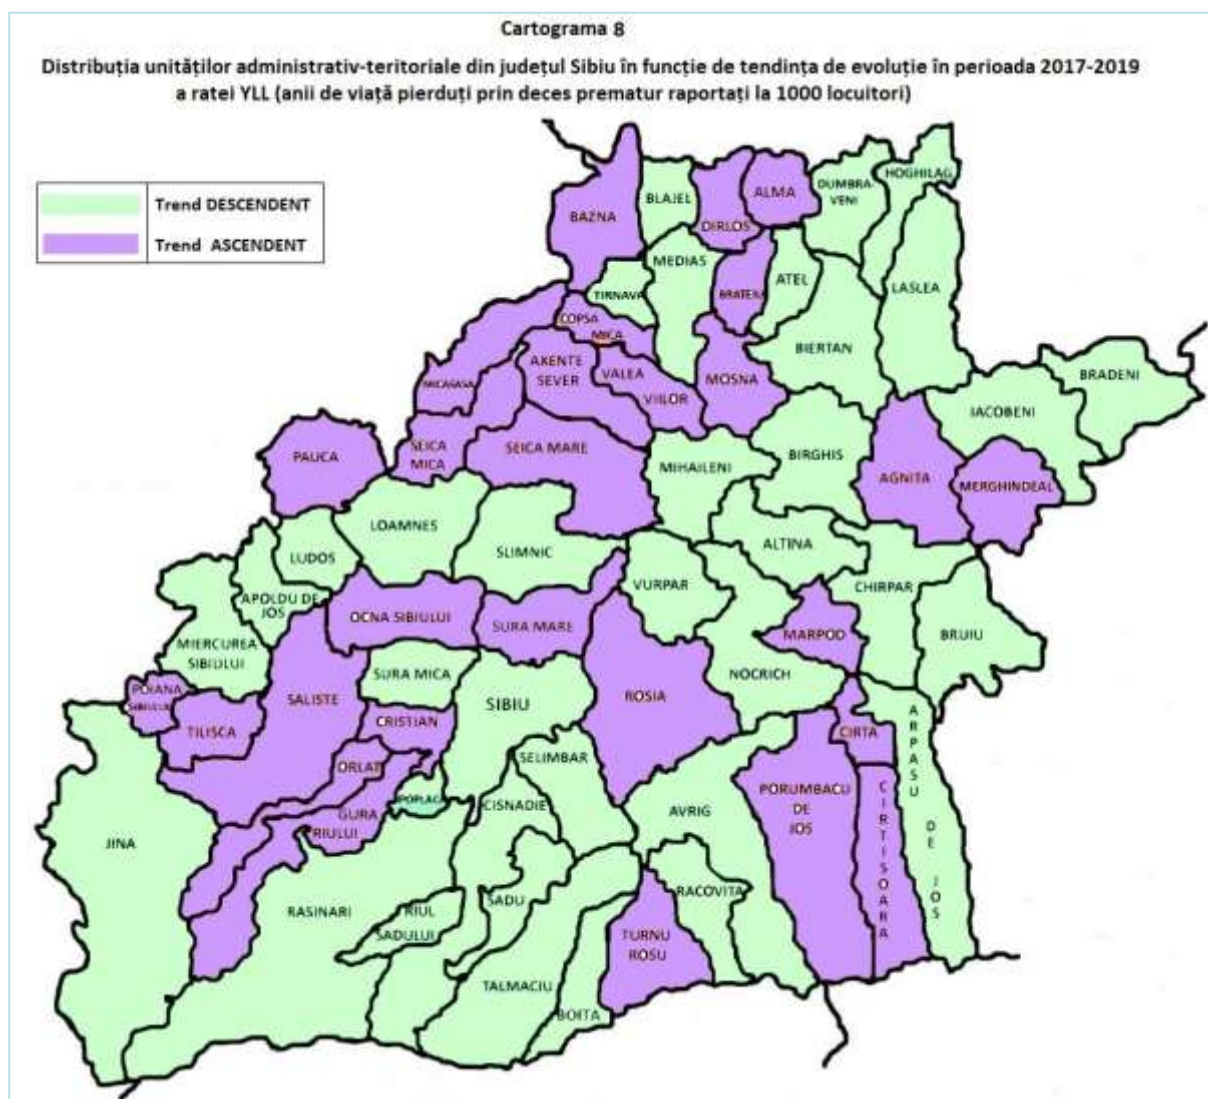 Cartograma 8
Distribuția unităților administrativ-teritoriale din județul Sibiu în funcție de tendința de evoluție în perioada 2017-2019
a ratei YLL (anii de viață pierduți prin deces prematur raportați la 1000 locuitori)
Trend DESCENDENT
Trend ASCENDENT
BAZNA
BLAJEL
DIRLOS
ALMA
DUMBRA-
VENI
HOGHILAG
MEDIAS
TIRNAVA
BRATEIU
ATEL
LASLEA
COPSA
MICA
BIERTAN
AXENTE
SEVER
VALEA
VIILOR
MOSNA
BRADENI
MICASASA
IACOBENI
SEICA
MICA
SEICA MARE
PAUCA
MIHAILENI
BIRGHIS
AGNITA
MERGHINDEAL
LOAMNES
SLIMNIC
ALTINA
LUDOS
VURPAR
CHIRPAR
APOLDU DE
JOS
OCNA SIBIULUI
SURA MARE
MARPOD
BRUIU
MIERCUREA
SIBIULUI
SURA MICA
NOCRICH
POIANA
SIBIULUI
SALISTE
SIBIU
ROSIA
TILISCA
CRISTIAN
CIRTA
ARPASU DE JOS
ORLAT
SELIMBAR
POPLACA
CISNADIE
PORUMBACU
DE
JOS
CIRTISOARA
GURA
RIULUI
AVRIG
JINA
RASINARI
RIUL
SADULUI
SADU
RACOVITA
TURNU
ROSU
TALMACIU
BOITA